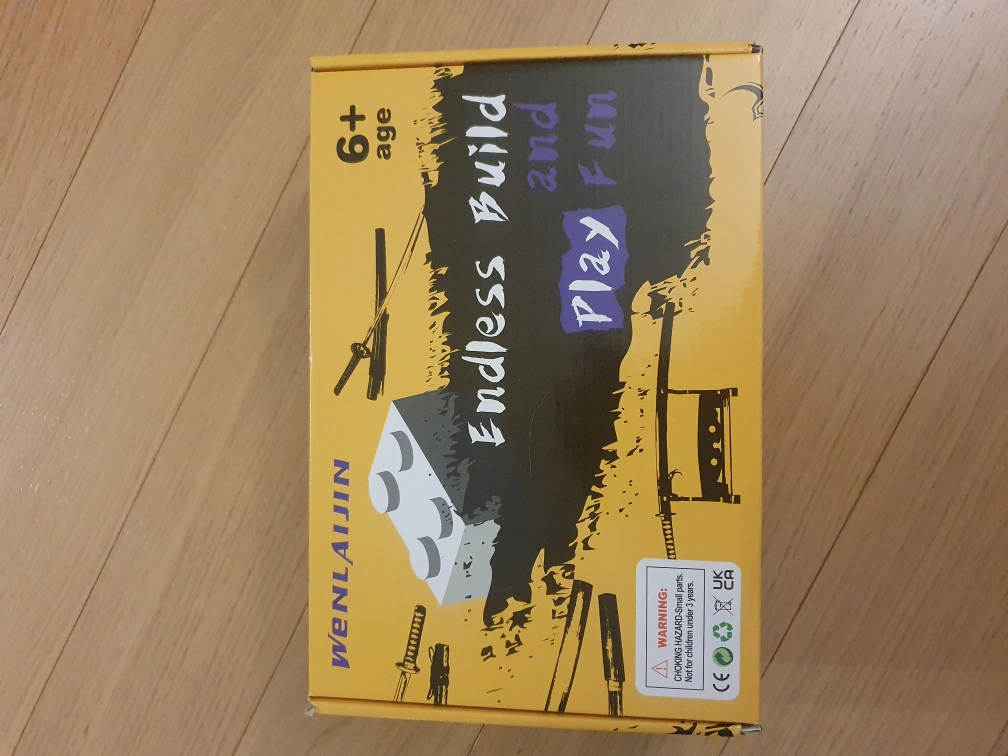 WENLAIJIN
6+
age
Endless Build
and
Play Fun
WARNING:
CHOKING HAZARD-Small parts.
Not for children under 3 years.
CE
UK
CA